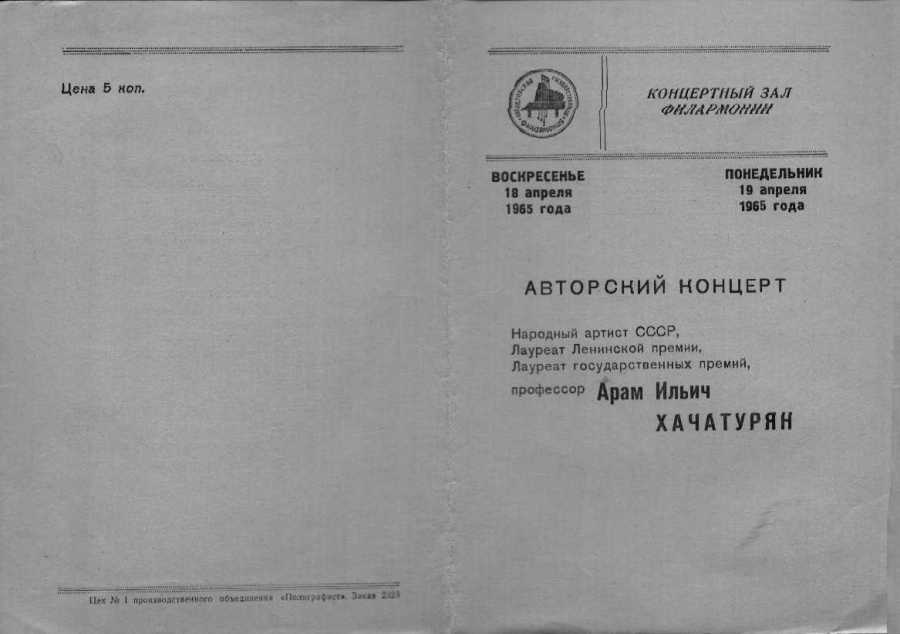 Цена 5 коп.
Цех № 1 производственного объединения «Полиграфист». Заказ
ФИЛАРМОНИЯ
КОНЦЕРТНЫЙ ЗАЛ
ФИЛАРМОНИИ
ВОСКРЕСЕНЬЕ
18 апреля
1965 года
ПОНЕДЕЛЬНИК
19 апреля
1965 года
АВТОРСКИЙ КОНЦЕРТ
Народный артист СССР,
Лауреат Ленинской премии,
Лауреат государственных премий,
профессор Арам Ильич
ХАЧАТУРЯН